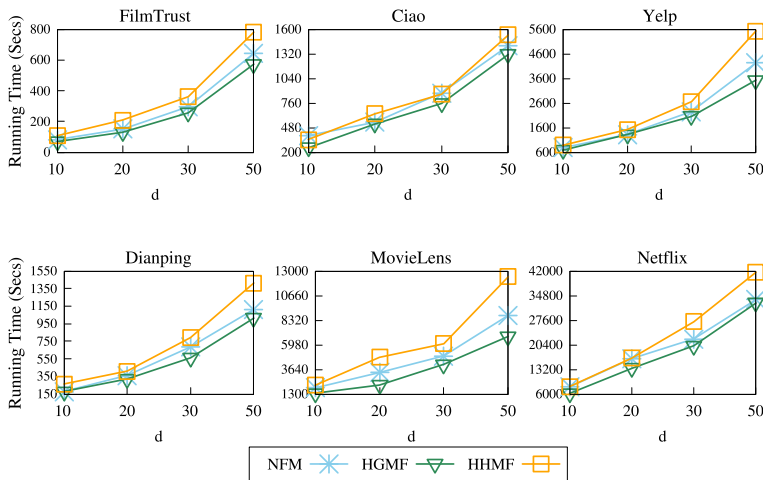 FilmTrust Ciao Yelp
Running Time (Secs)
800 1600 5600
600 1320 4600
1040 3600
400 760 2600
200 480 1600
0 200 600
10 20 30 50 10 20 30 50 10 20 30 50
d d d
Dianping MovieLens Netflix
Running Time (Secs)
1550 13000 42000
1350 10660 34800
1150
950 8320 27600
750 5980 20400
550 3640 13200
350
150 1300 6000
10 20 30 50 10 20 30 50 10 20 30 50
d d d
NFM HGMF HHMF